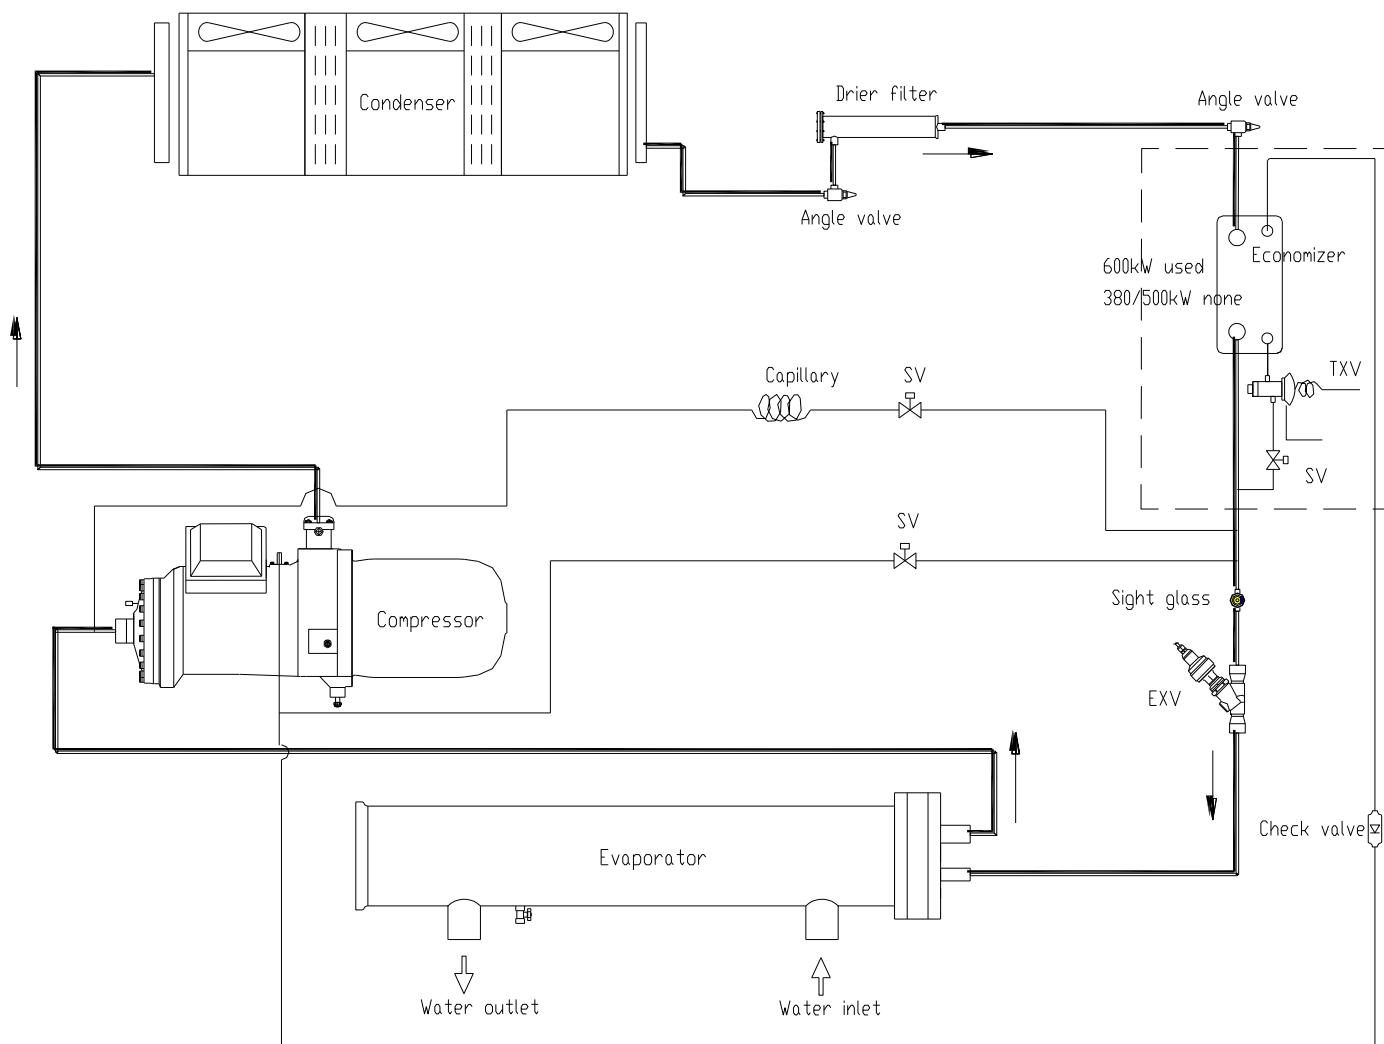 Condenser
Drier filter
Angle valve
Angle valve
Economizer
600kW used
380/500kW none
TXV
Capillary
SV
SV
SV
Sight glass
Compressor
EXV
Check valve
Evaporator
Water outlet
Water inlet